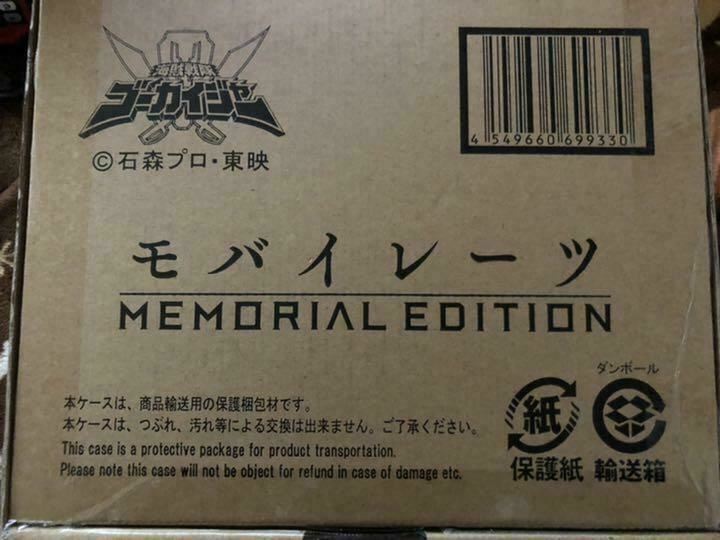 海賊戦隊
ゴーカイジャー
©石森プロ・東映
4 549660 699330
モバイレーツ
MEMORIAL EDITION
本ケースは、商品輸送用の保護梱包材です。
本ケースは、つぶれ、汚れ等による交換は出来ません。ご了承ください。
This case is a protective package for product transportation.
Please note this case will not be object for refund in case of damage etc.
紙
保護紙
ダンボール
輸送箱